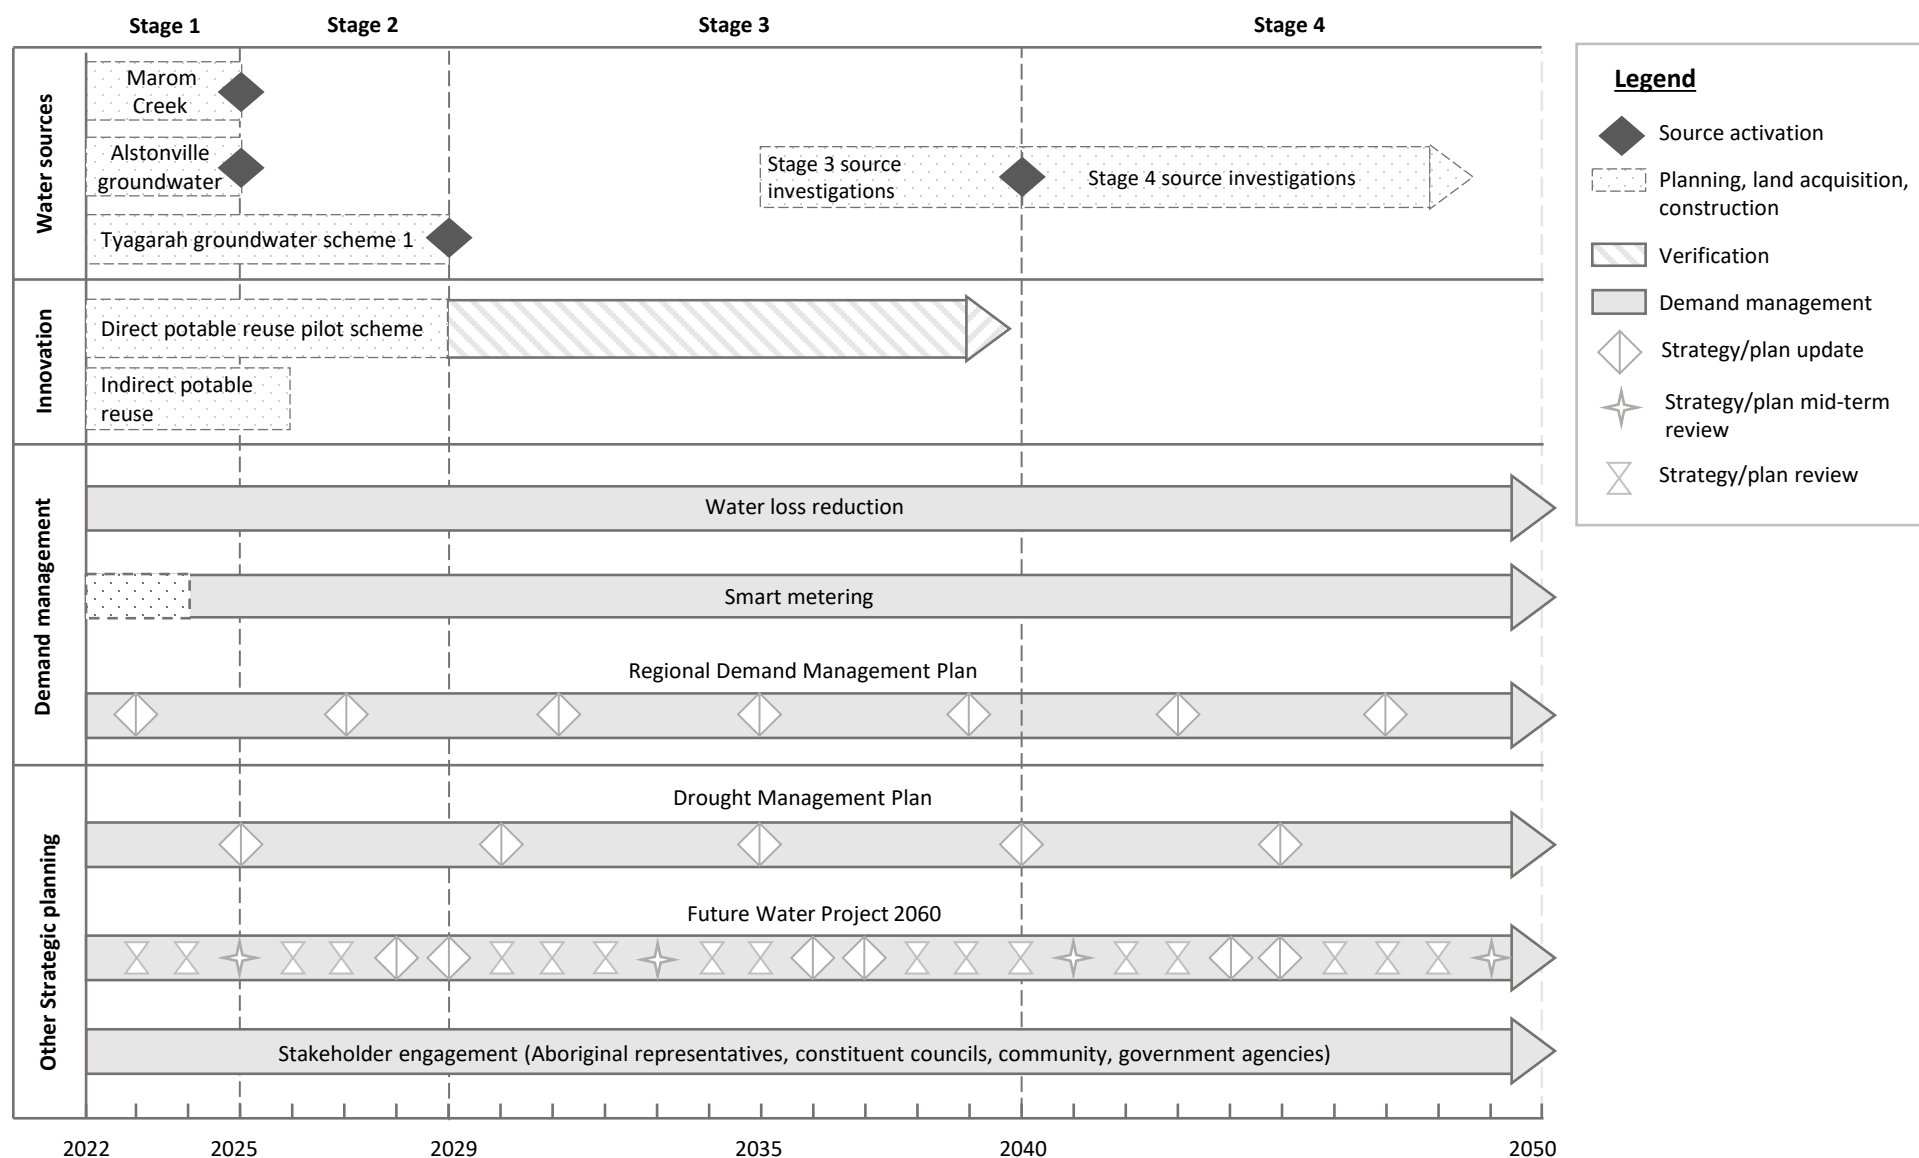 Stage 1
Stage 2
Stage 3
Stage 4
Water sources
Marom
Creek
Alstonville
groundwater
Tyagarah groundwater scheme 1
Stage 3 source
investigations
Stage 4 source investigations
Innovation
Direct potable reuse pilot scheme
Indirect potable
reuse
Demand management
Water loss reduction
Smart metering
Regional Demand Management Plan
Other Strategic planning
Drought Management Plan
Future Water Project 2060
Stakeholder engagement (Aboriginal representatives, constituent councils, community, government agencies)
2022
2025
2029
2035
2040
2050
Legend
Source activation
Planning, land acquisition,
construction
Verification
Demand management
Strategy/plan update
Strategy/plan mid-term
review
Strategy/plan review